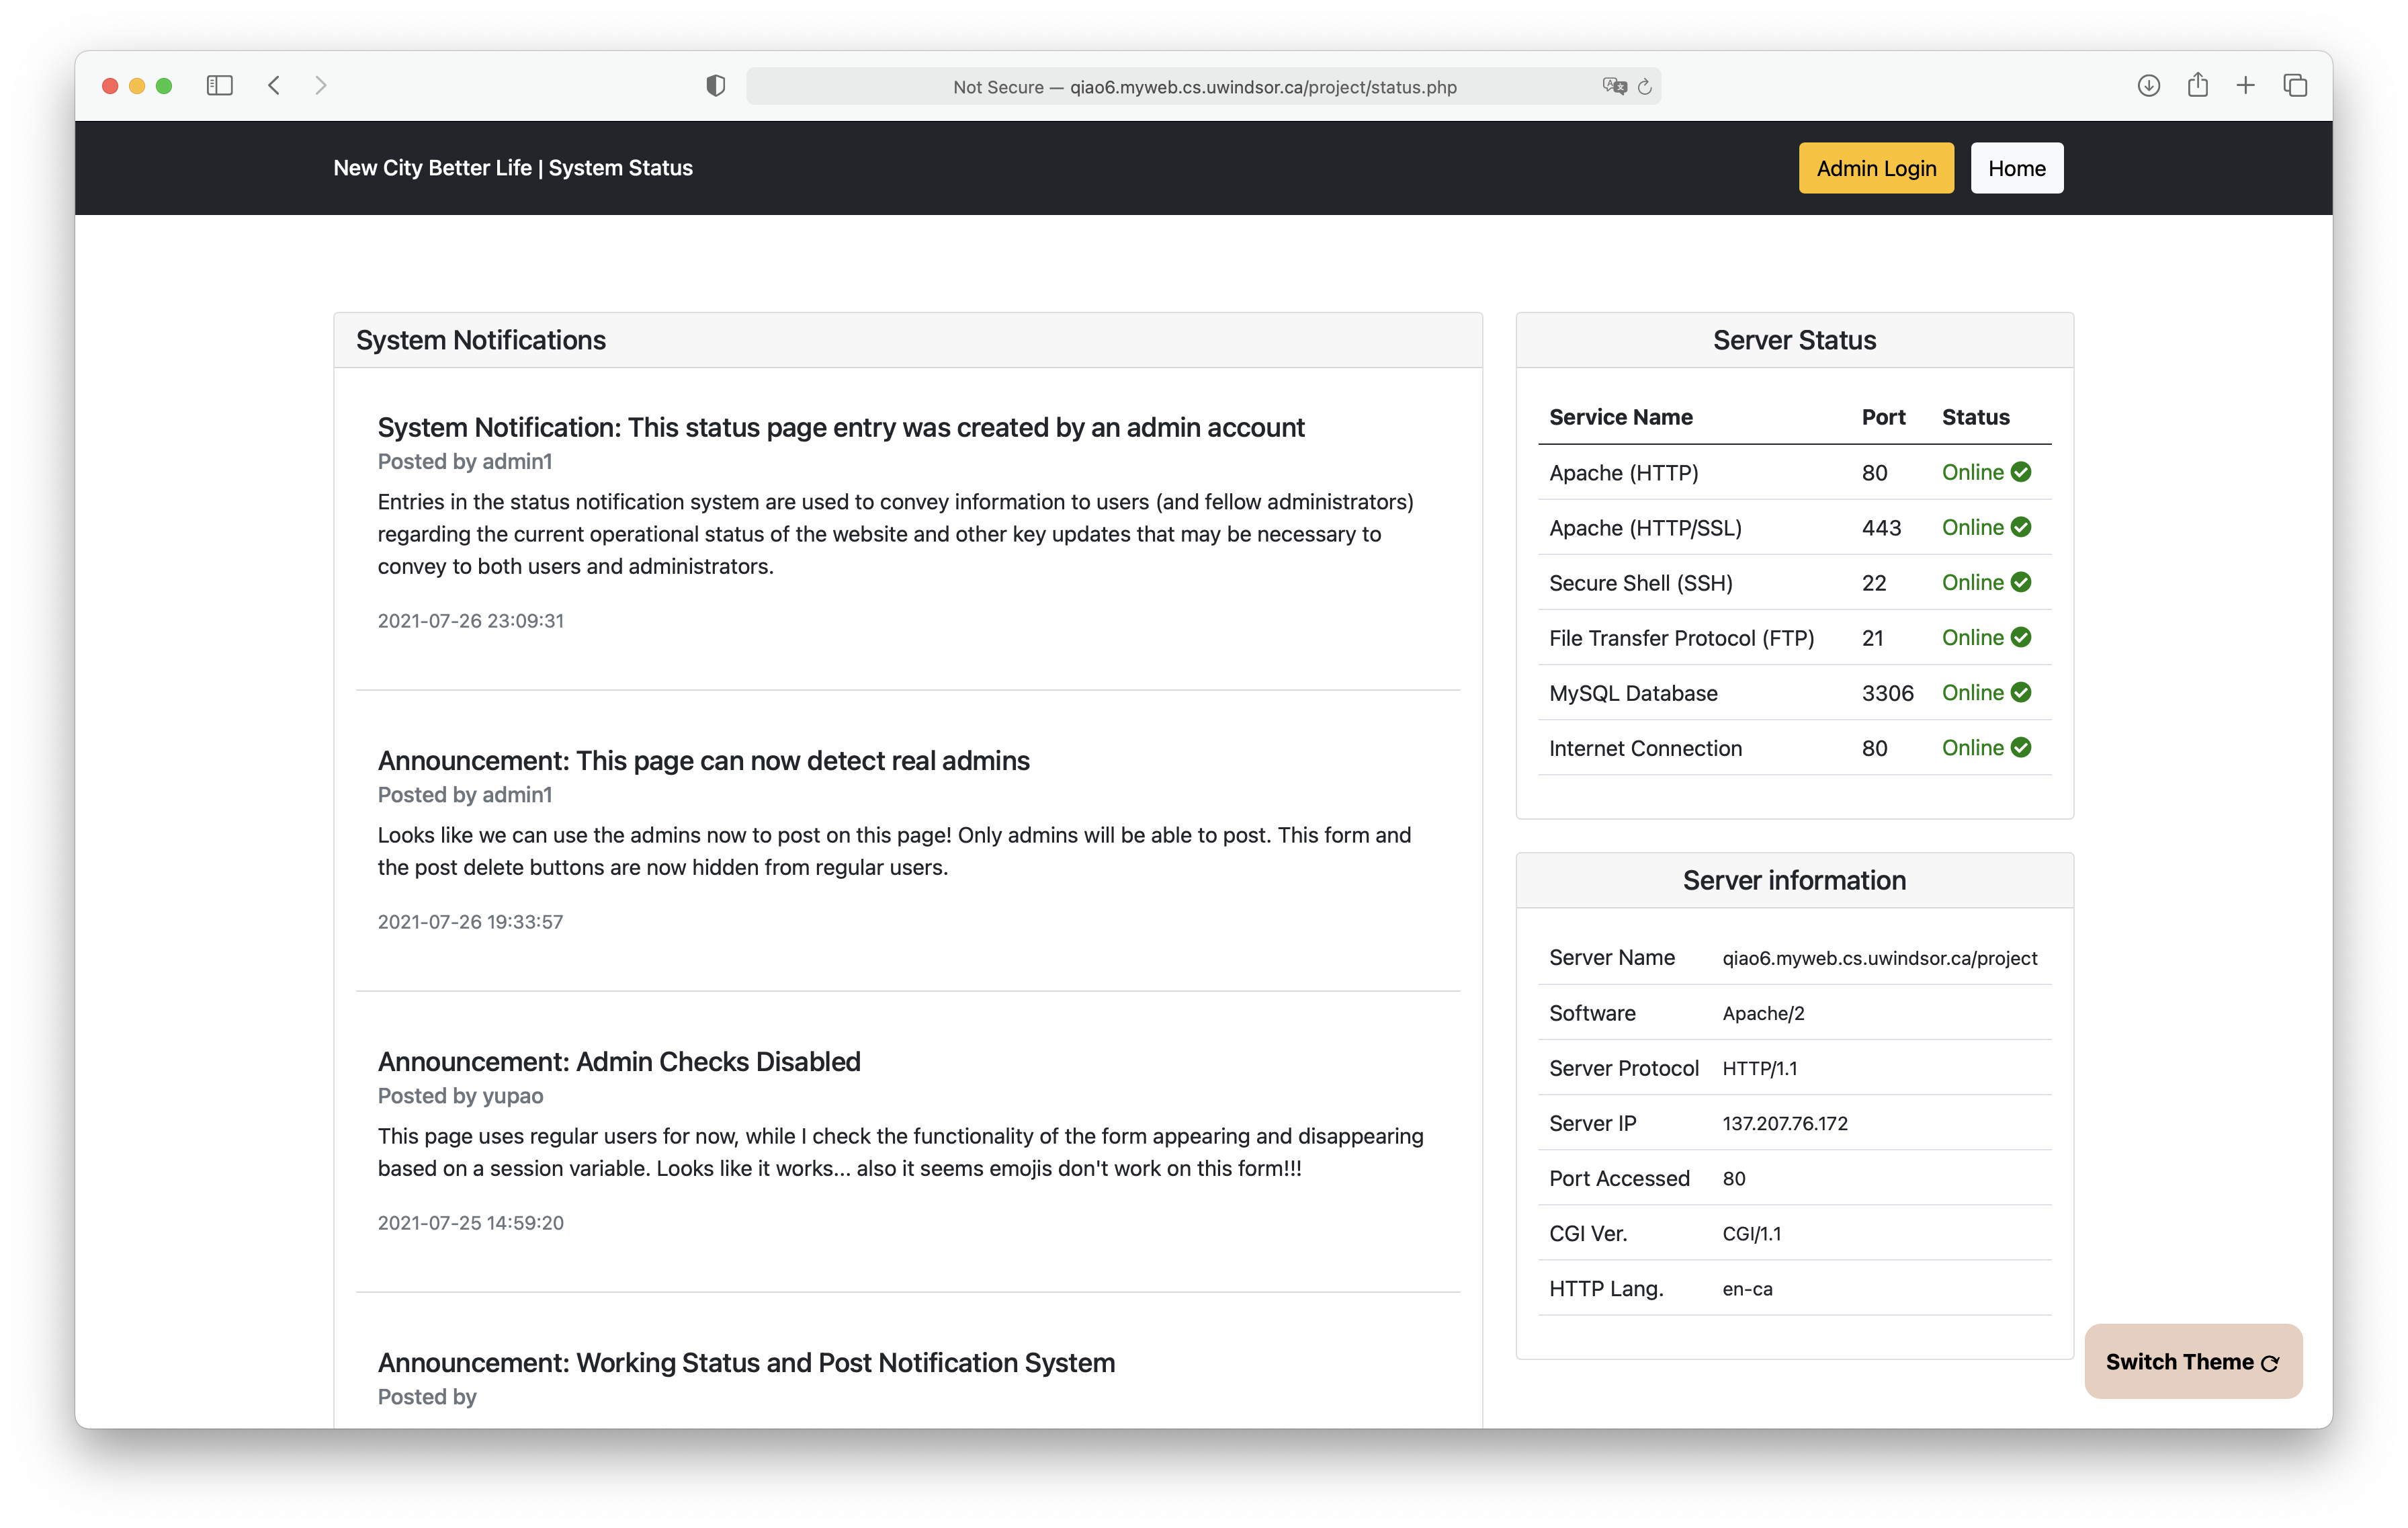 Not Secure — qiao6.myweb.cs.uwindsor.ca/project/status.php
New City Better Life | System Status
Admin Login
Home
System Notifications
System Notification: This status page entry was created by an admin account
Posted by admin1
Entries in the status notification system are used to convey information to users (and fellow administrators)
regarding the current operational status of the website and other key updates that may be necessary to
convey to both users and administrators.
2021-07-26 23:09:31
Announcement: This page can now detect real admins
Posted by admin1
Looks like we can use the admins now to post on this page! Only admins will be able to post. This form and
the post delete buttons are now hidden from regular users.
2021-07-26 19:33:57
Announcement: Admin Checks Disabled
Posted by yupao
This page uses regular users for now, while I check the functionality of the form appearing and disappearing
based on a session variable. Looks like it works... also it seems emojis don't work on this form!!!
2021-07-25 14:59:20
Announcement: Working Status and Post Notification System
Posted by
Server Status
Service Name Port Status
Apache (HTTP) 80 Online
Apache (HTTP/SSL) 443 Online
Secure Shell (SSH) 22 Online
File Transfer Protocol (FTP) 21 Online
MySQL Database 3306 Online
Internet Connection 80 Online
Server information
Server Name qiao6.myweb.cs.uwindsor.ca/project
Software Apache/2
Server Protocol HTTP/1.1
Server IP 137.207.76.172
Port Accessed 80
CGI Ver. CGI/1.1
HTTP Lang. en-ca
Switch Theme